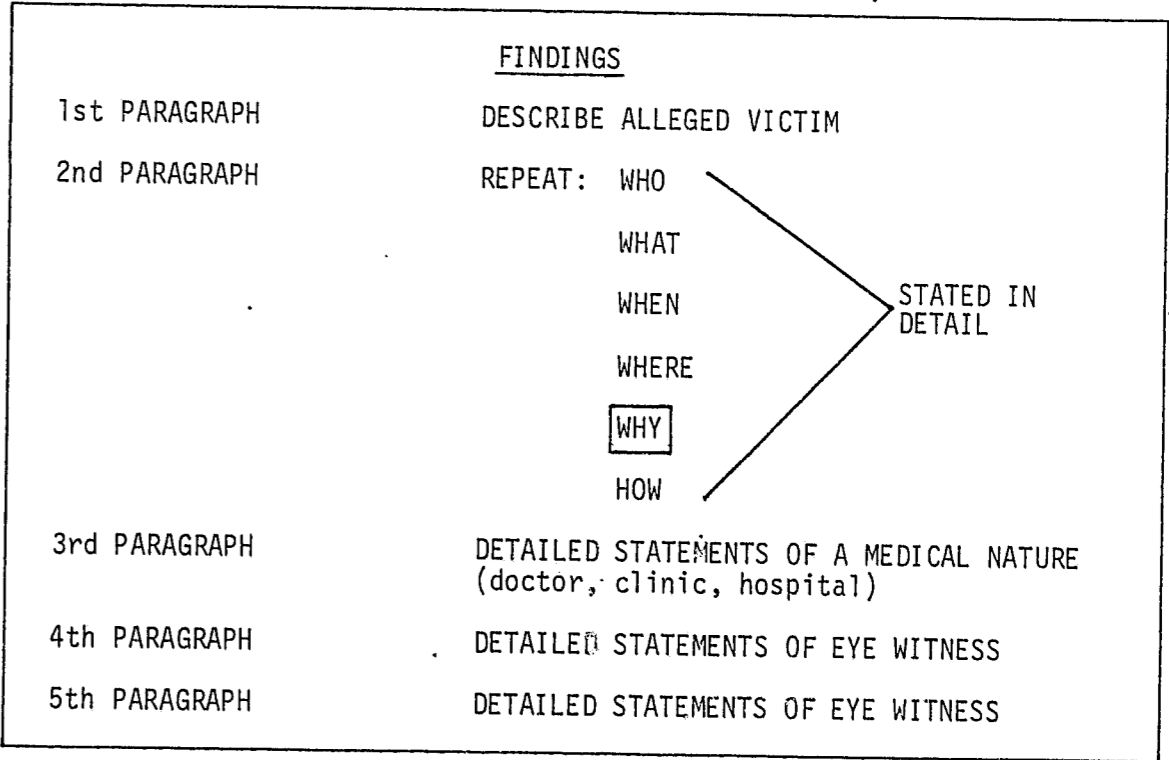 FINDINGS
1st PARAGRAPH DESCRIBE ALLEGED VICTIM
2nd PARAGRAPH REPEAT: WHO
WHAT
WHEN
STATED IN
DETAIL
WHERE
WHY
HOW
3rd PARAGRAPH DETAILED STATEMENTS OF A MEDICAL NATURE
(doctor, clinic, hospital)
4th PARAGRAPH DETAILED STATEMENTS OF EYE WITNESS
5th PARAGRAPH DETAILED STATEMENTS OF EYE WITNESS